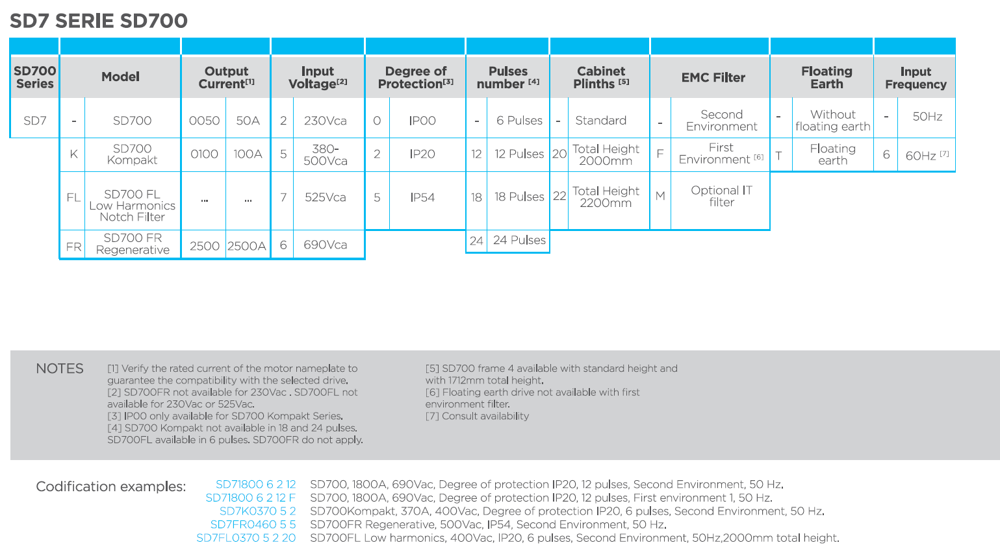 SD7 SERIE SD700
SD700 Series Model Output Current[1] Input Voltage[2] Degree of Protection[3] Pulses number [4] Cabinet Plinths [5] EMC Filter Floating Earth Input Frequency
SD7 - SD700 0050 50A 2 230Vca 0 IP00 - 6 Pulses - Standard - Second Environment - Without floating earth - 50Hz
K SD700 Kompakt 0100 100A 5 380-500Vca 2 IP20 12 12 Pulses 20 Total Height 2000mm F First Environment [6] T Floating earth 6 60Hz [7]
FL SD700 FL Low Harmonics Notch Filter ... ... 7 525Vca 5 IP54 18 18 Pulses 22 Total Height 2200mm M Optional IT filter
FR SD700 FR Regenerative 2500 2500A 6 690Vca 24 24 Pulses
NOTES
[1] Verify the rated current of the motor nameplate to
guarantee the compatibility with the selected drive.
[2] SD700FR not available for 230Vac . SD700FL not
available for 230Vac or 525Vac.
[3] IP00 only available for SD700 Kompakt Series.
[4] SD700 Kompakt not available in 18 and 24 pulses.
SD700FL available in 6 pulses. SD700FR do not apply.
[5] SD700 frame 4 available with standard height and
with 1712mm total height.
[6] Floating earth drive not available with first
environment filter.
[7] Consult availability
Codification examples:
SD71800 6 2 12 SD700, 1800A, 690Vac, Degree of protection IP20, 12 pulses, Second Environment, 50 Hz.
SD71800 6 2 12 F SD700, 1800A, 690Vac, Degree of protection IP20, 12 pulses, First environment 1, 50 Hz.
SD7K0370 5 2 SD700Kompakt, 370A, 400Vac, Degree of protection IP20, 6 pulses, Second Environment, 50 Hz.
SD7FR0460 5 5 SD700FR Regenerative, 500Vac, IP54, Second Environment, 50 Hz.
SD7FL0370 5 2 20 SD700FL Low harmonics, 400Vac, IP20, 6 pulses, Second Environment, 50Hz,2000mm total height.